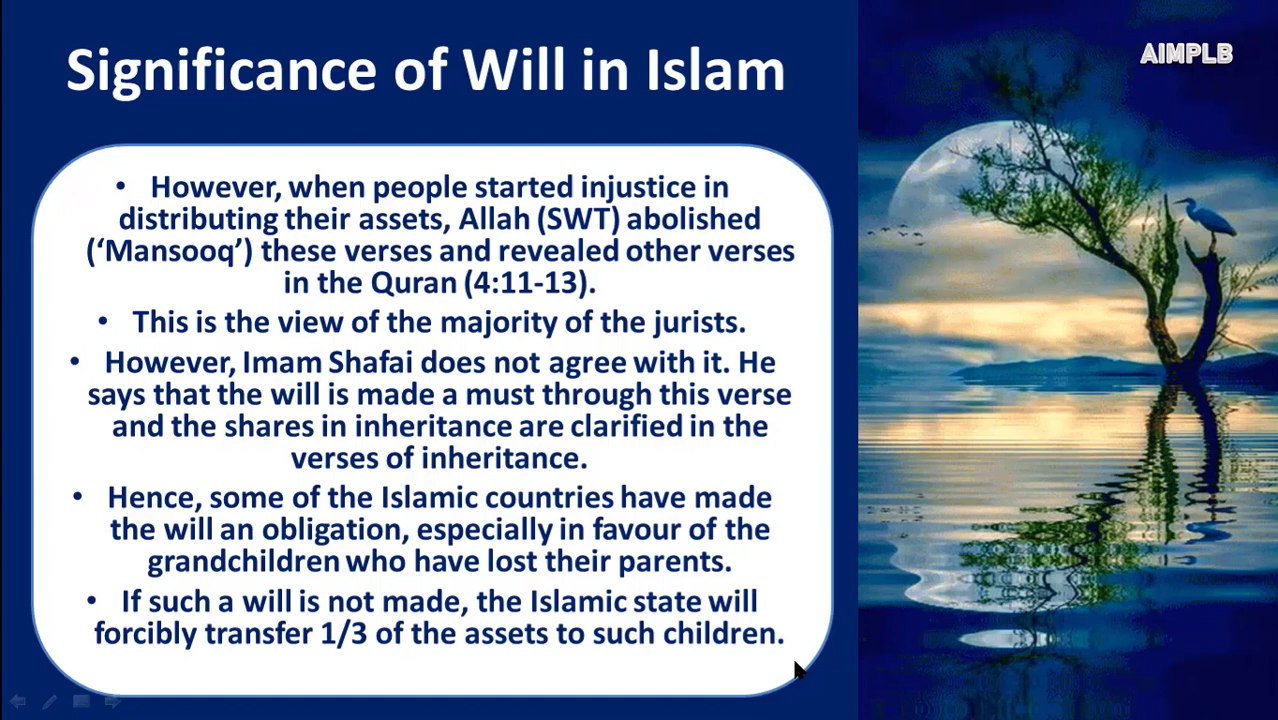 Significance of Will in Islam
AIMPLB
• However, when people started injustice in
distributing their assets, Allah (SWT) abolished
(‘Mansooq’) these verses and revealed other verses
in the Quran (4:11-13).
• This is the view of the majority of the jurists.
• However, Imam Shafai does not agree with it. He
says that the will is made a must through this verse
and the shares in inheritance are clarified in the
verses of inheritance.
• Hence, some of the Islamic countries have made
the will an obligation, especially in favour of the
grandchildren who have lost their parents.
• If such a will is not made, the Islamic state will
forcibly transfer 1/3 of the assets to such children.